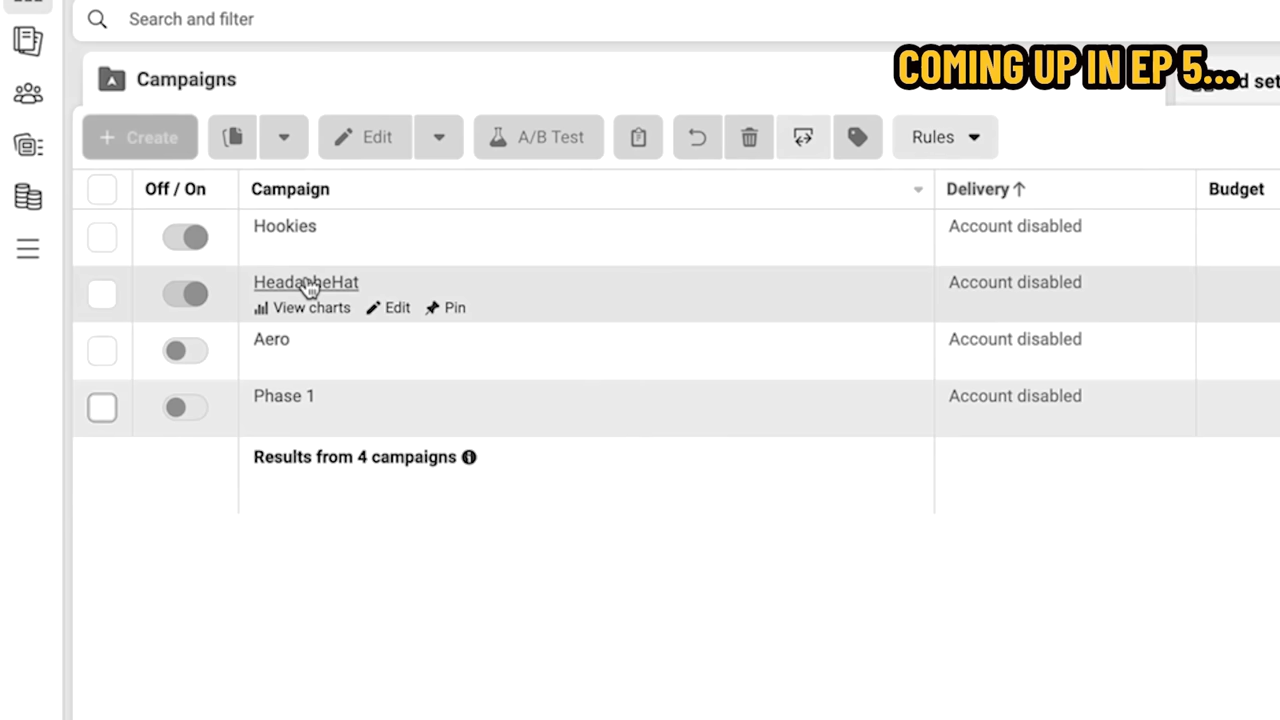 Search and filter
COMING UP IN EP 5...
Campaigns
d set
+ Create
Edit
A/B Test
Rules
Off / On
Campaign
Delivery↑
Budget
Hookies
Account disabled
HeadacheHat
Account disabled
View charts
Edit
Pin
Aero
Account disabled
Phase 1
Account disabled
Results from 4 campaigns